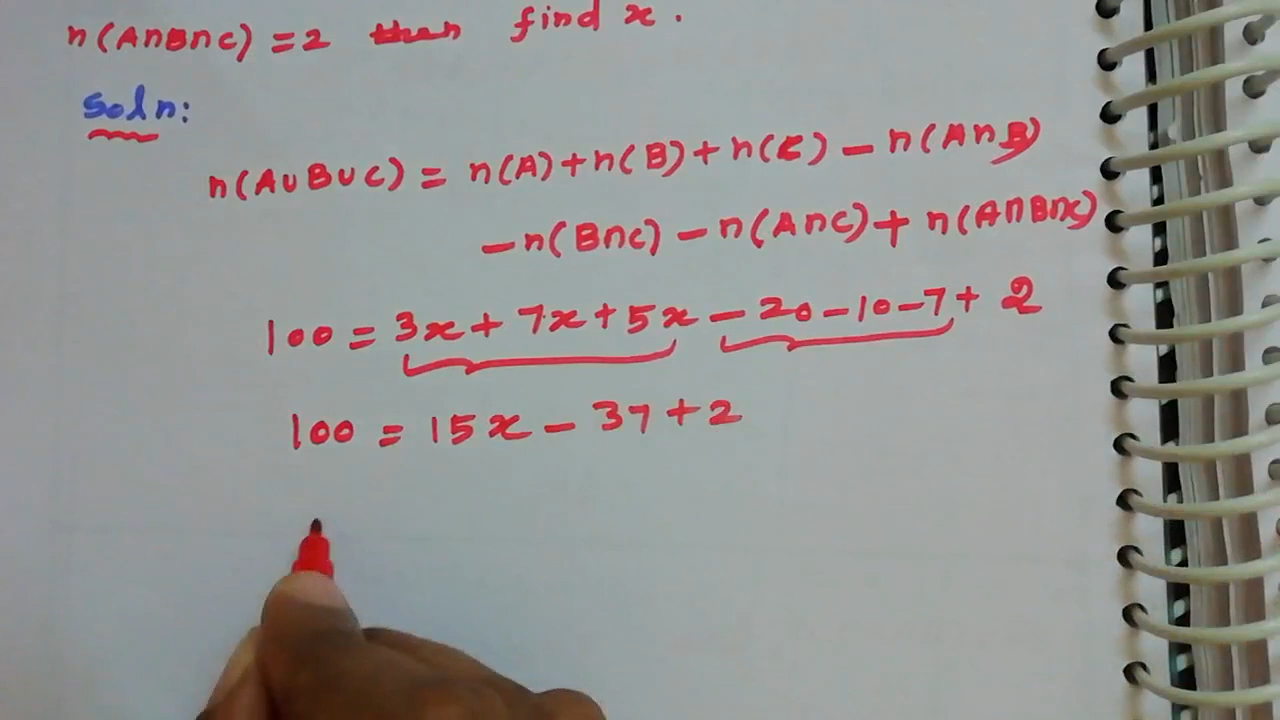 n(A∩B∩C) = 2 then find x.
Soln:
n(A∪B∪C) = n(A) + n(B) + n(C) - n(A∩B)
- n(B∩C) - n(A∩C) + n(A∩B∩C)
100 = 3x + 7x + 5x - 20 - 10 - 7 + 2
100 = 15x - 37 + 2